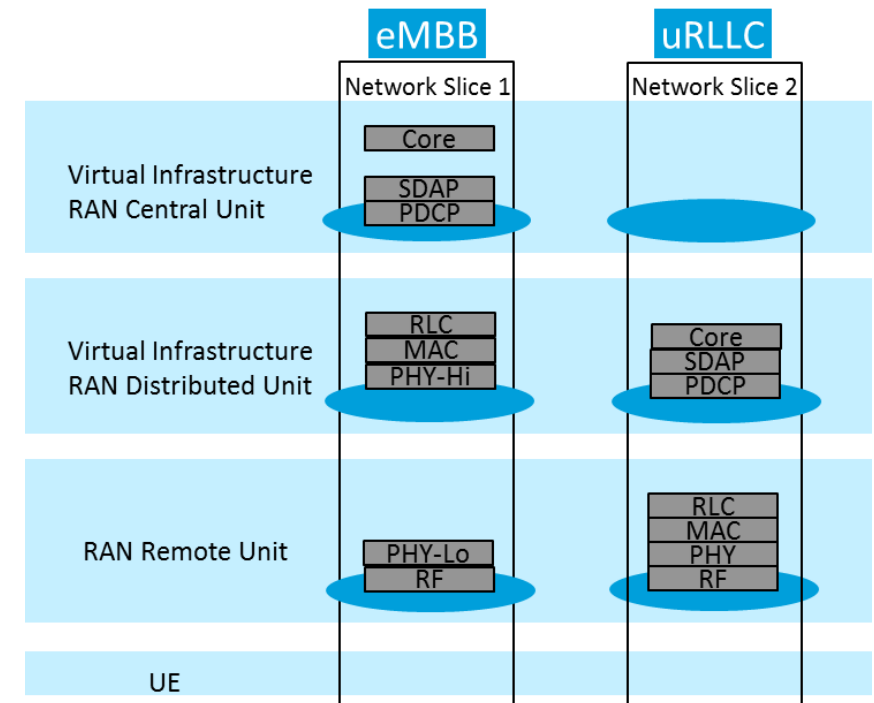 eMBB
uRLLC
Network Slice 1
Network Slice 2
Virtual Infrastructure
RAN Central Unit
Core
SDAP
PDCP
Virtual Infrastructure
RAN Distributed Unit
RLC
MAC
PHY-Hi
Core
SDAP
PDCP
RAN Remote Unit
PHY-Lo
RF
RLC
MAC
PHY
RF
UE